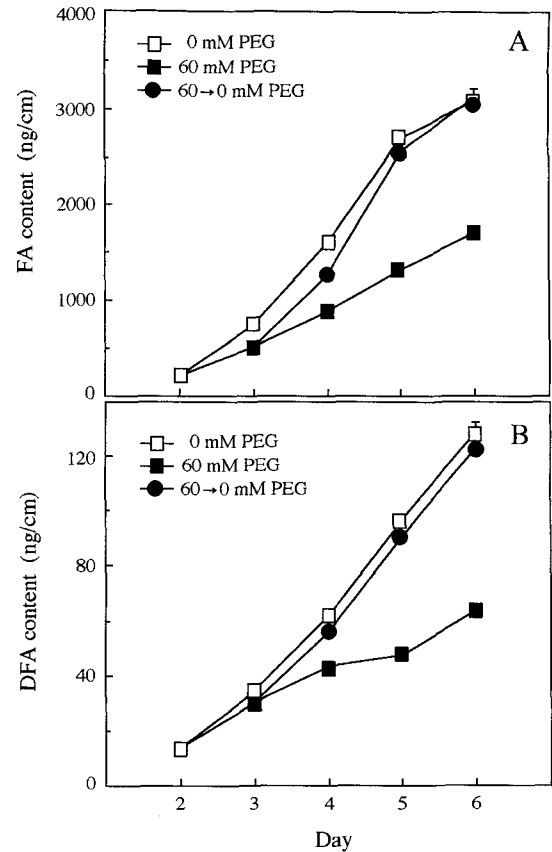 4000
3000
2000
1000
0
FA content (ng/cm)
A
0 mM PEG
60 mM PEG
60→0 mM PEG
120
80
40
0
DFA content (ng/cm)
B
0 mM PEG
60 mM PEG
60→0 mM PEG
2 3 4 5 6
Day